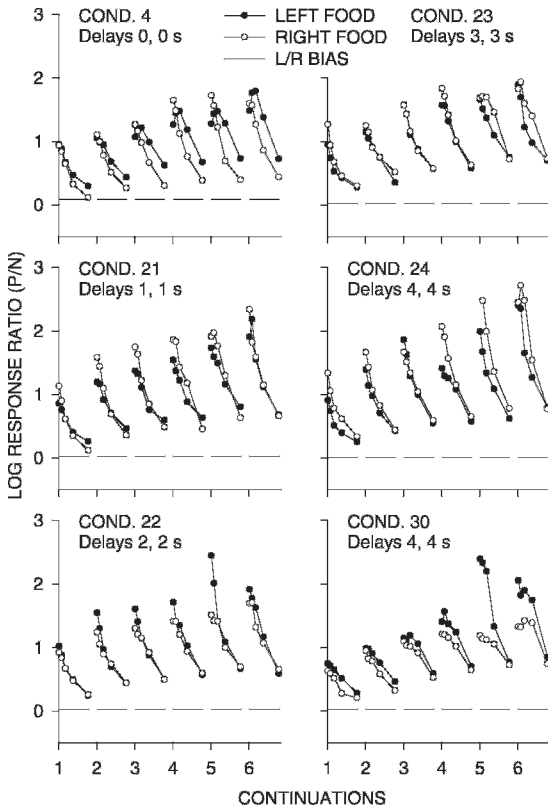 COND. 4
Delays 0, 0 s
LEFT FOOD
RIGHT FOOD
L/R BIAS
COND. 23
Delays 3, 3 s
3
2
1
0
COND. 21
Delays 1, 1 s
COND. 24
Delays 4, 4 s
3
2
1
0
COND. 22
Delays 2, 2 s
COND. 30
Delays 4, 4 s
3
2
1
0
1 2 3 4 5 6
1 2 3 4 5 6
LOG RESPONSE RATIO (P/N)
CONTINUATIONS